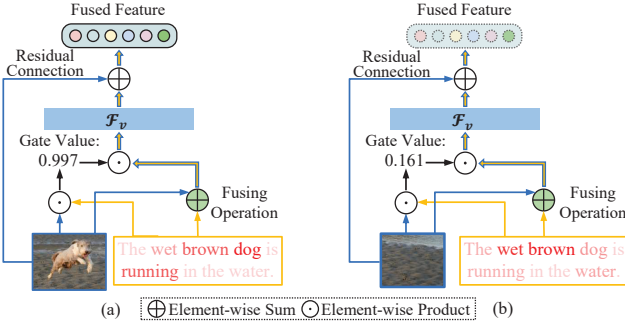 Fused Feature
Residual
Connection
𝓕𝒗
Gate Value:
0.997
Fusing
Operation
The wet brown dog is
running in the water.
(a)
Fused Feature
Residual
Connection
𝓕𝒗
Gate Value:
0.161
Fusing
Operation
The wet brown dog is
running in the water.
(b)
Element-wise Sum Element-wise Product